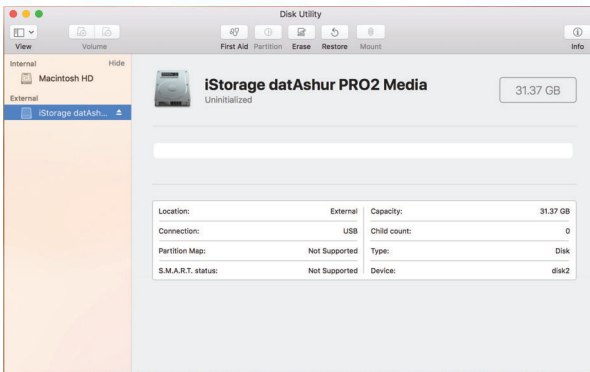 Disk Utility
View Volume First Aid Partition Erase Restore Mount Info
Internal Hide
Macintosh HD
External
iStorage datAsh...
iStorage datAshur PRO2 Media
Uninitialized
31.37 GB
Location: External Capacity: 31.37 GB
Connection: USB Child count: 0
Partition Map: Not Supported Type: Disk
S.M.A.R.T. status: Not Supported Device: disk2